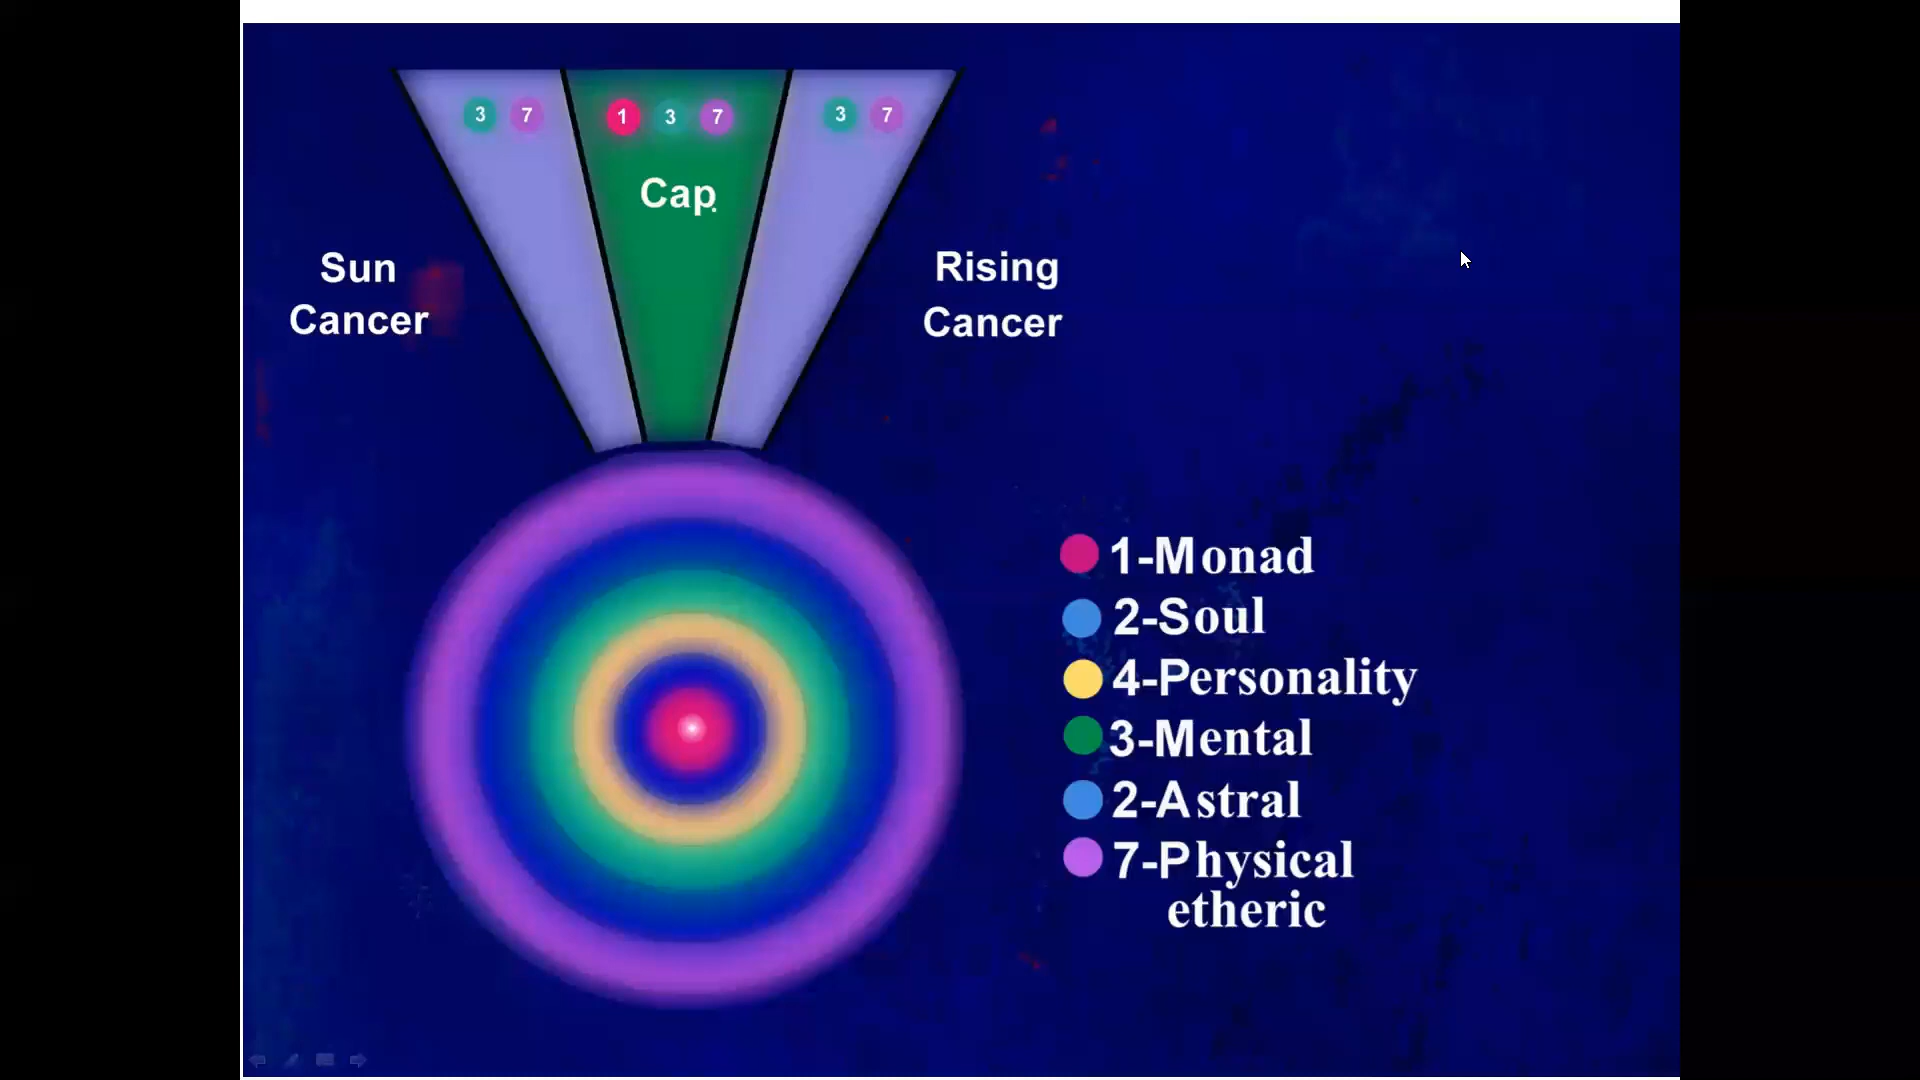 3 7 1 3 7 3 7
Cap.
Sun
Cancer
Rising
Cancer
1-Monad
2-Soul
4-Personality
3-Mental
2-Astral
7-Physical
etheric